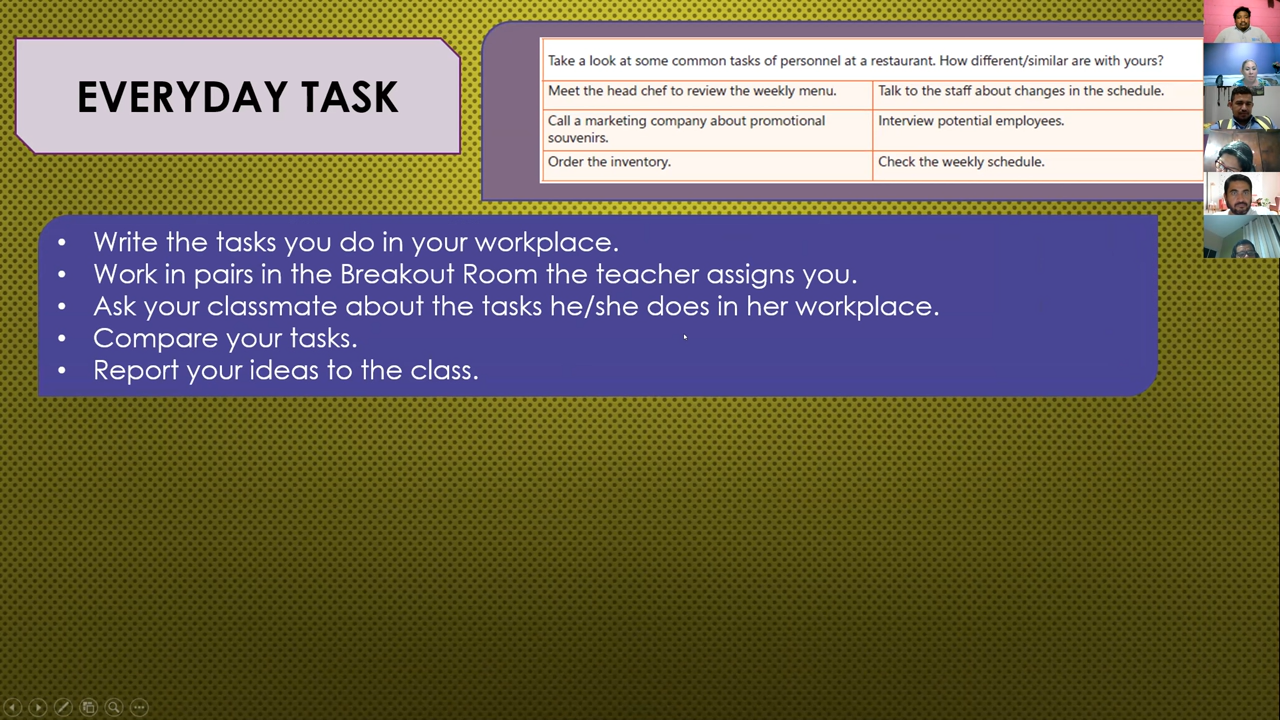 EVERYDAY TASK
Take a look at some common tasks of personnel at a restaurant. How different/similar are with yours?
Meet the head chef to review the weekly menu.
Talk to the staff about changes in the schedule.
Call a marketing company about promotional
souvenirs.
Interview potential employees.
Order the inventory.
Check the weekly schedule.
• Write the tasks you do in your workplace.
• Work in pairs in the Breakout Room the teacher assigns you.
• Ask your classmate about the tasks he/she does in her workplace.
• Compare your tasks.
• Report your ideas to the class.